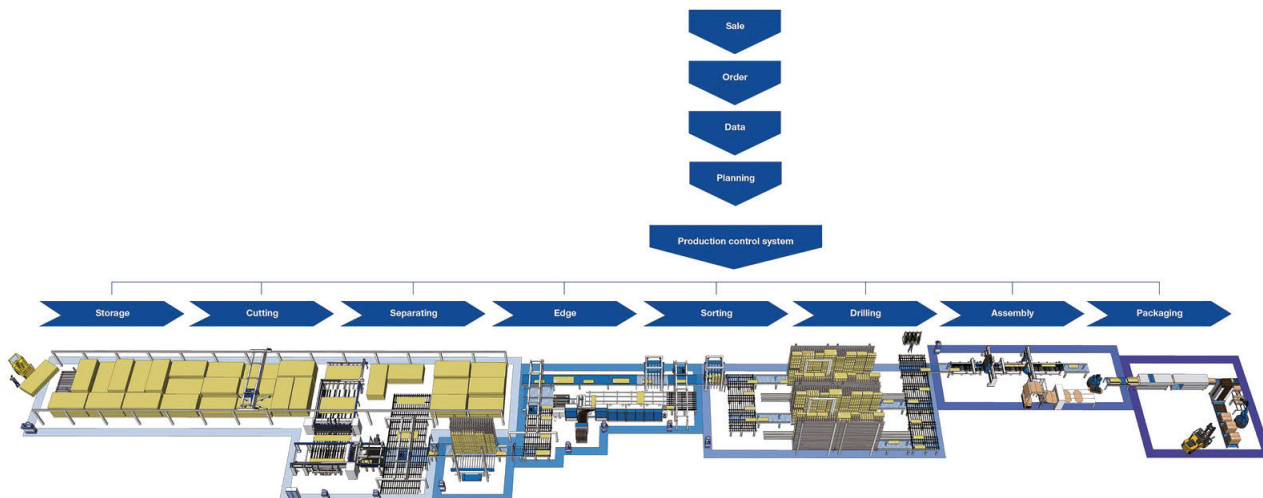 Sale
Order
Data
Planning
Production control system
Storage
Cutting
Separating
Edge
Sorting
Drilling
Assembly
Packaging